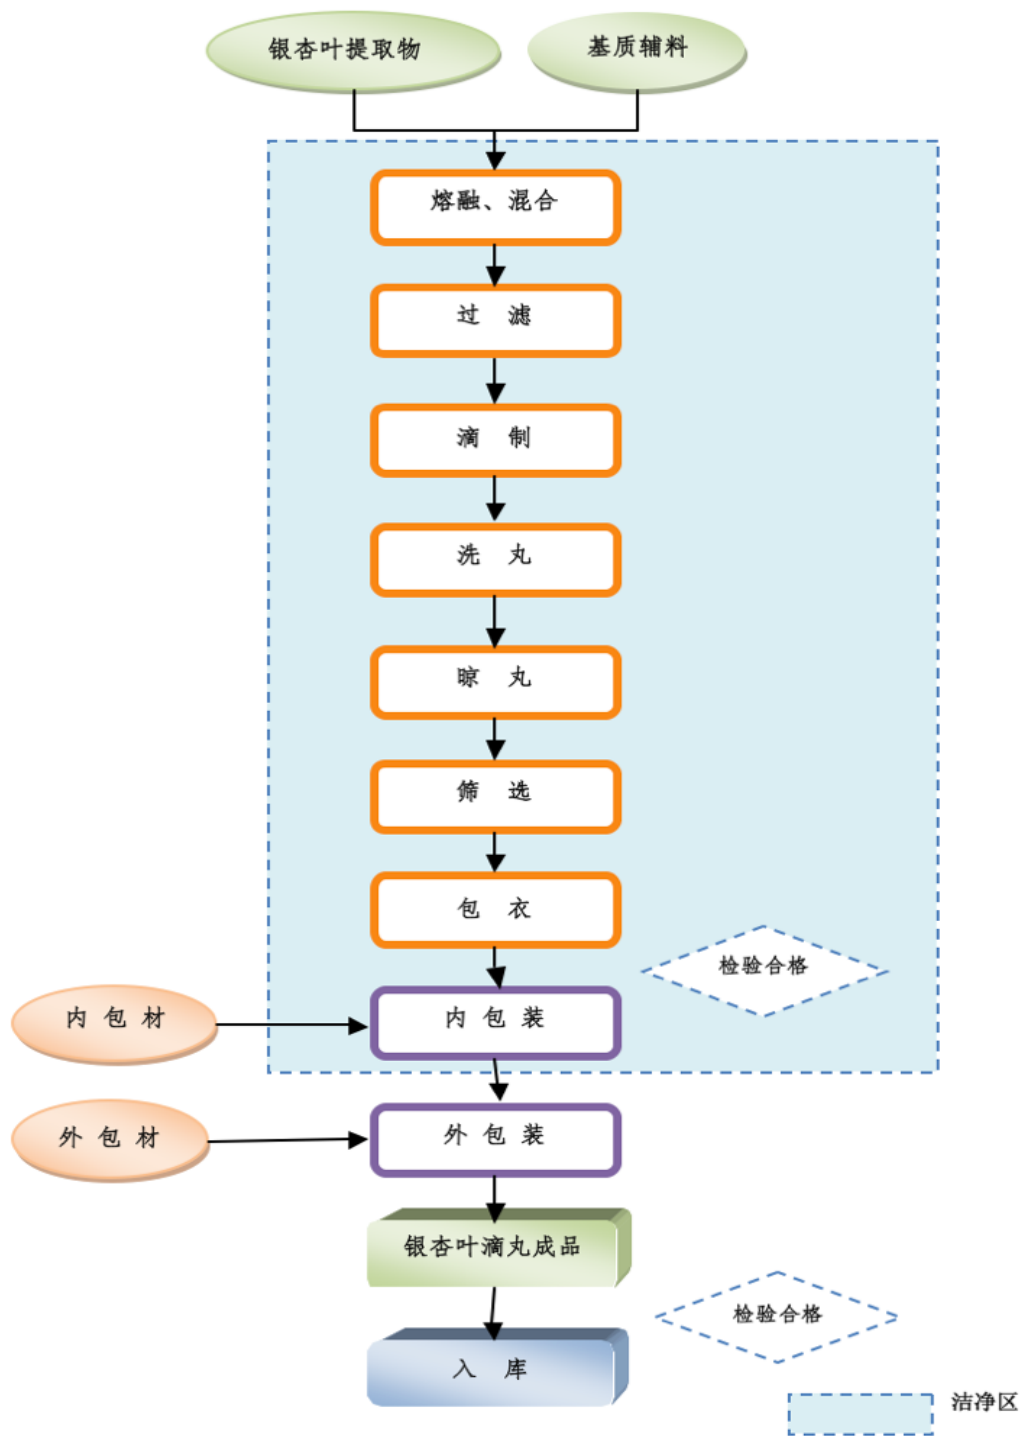 银杏叶提取物
基质辅料
熔融、混合
过 滤
滴 制
洗 丸
晾 丸
筛 选
包 衣
检验合格
内 包 材
内 包 装
外 包 材
外 包 装
银杏叶滴丸成品
检验合格
入 库
洁净区